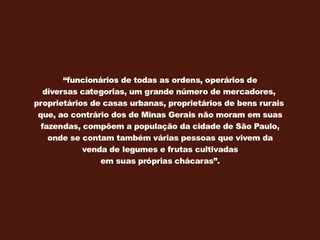 “funcionários de todas as ordens, operários de
diversas categorias, um grande número de mercadores,
proprietários de casas urbanas, proprietários de bens rurais
que, ao contrário dos de Minas Gerais não moram em suas
fazendas, compõem a população da cidade de São Paulo,
onde se contam também várias pessoas que vivem da
venda de legumes e frutas cultivadas
em suas próprias chácaras”.